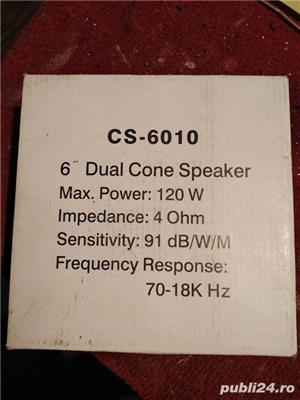 CS-6010
6" Dual Cone Speaker
Max. Power: 120 W
Impedance: 4 Ohm
Sensitivity: 91 dB/W/M
Frequency Response:
70-18K Hz
publi24.ro